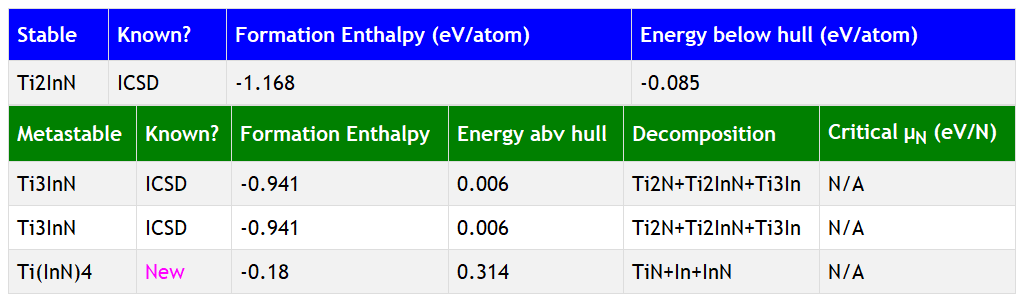 Stable Known? Formation Enthalpy (eV/atom) Energy below hull (eV/atom)
Ti2InN ICSD -1.168 -0.085
Metastable Known? Formation Enthalpy Energy abv hull Decomposition Critical μN (eV/N)
Ti3InN ICSD -0.941 0.006 Ti2N+Ti2InN+Ti3In N/A
Ti3InN ICSD -0.941 0.006 Ti2N+Ti2InN+Ti3In N/A
Ti(InN)4 New -0.18 0.314 TiN+In+InN N/A